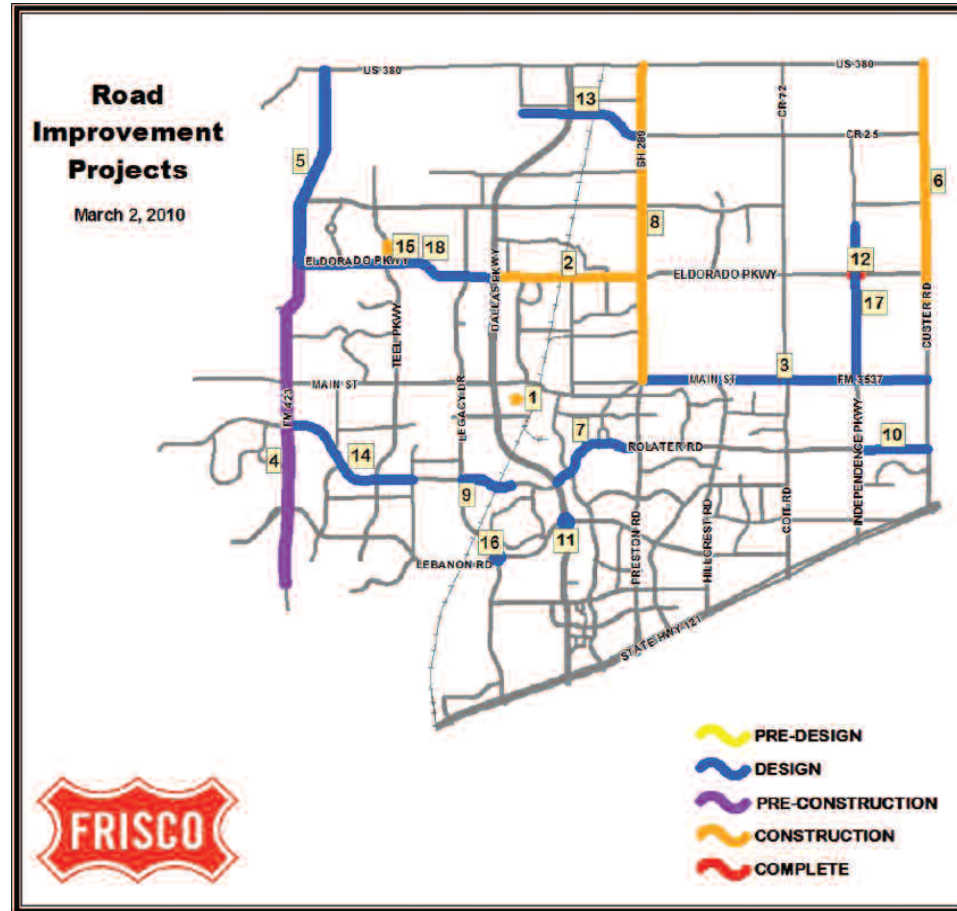 Road
Improvement
Projects
March 2, 2010
US 380
US 380
13
CR 72
CR 25
SH 289
5
6
8
15
18
ELDORADO PKWY
2
ELDORADO PKWY
12
17
DALLAS PKWY
TEEL PKWY
CUSTER RD
3
MAIN ST
MAIN ST
FM 3537
FM 423
LEGACY DR
1
7
ROLATER RD
10
4
14
9
INDEPENDENCE PKWY
COIT RD
HILLCREST RD
PRESTON RD
16
11
LEBANON RD
STATE HWY 121
PRE-DESIGN
DESIGN
PRE-CONSTRUCTION
CONSTRUCTION
COMPLETE
FRISCO